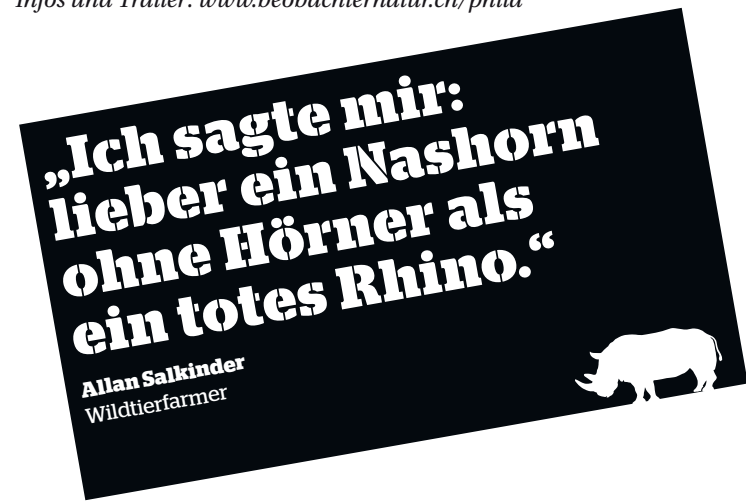 Infos und Trailer: www.beobachternatur.ch/phila
„Ich sagte mir:
lieber ein Nashorn
ohne Hörner als
ein totes Rhino.“
Allan Salkinder
Wildtierfarmer